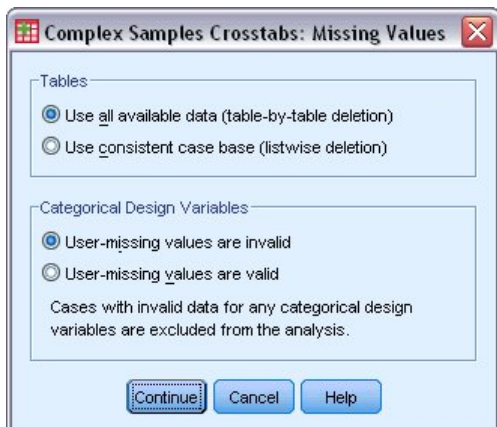 Complex Samples Crosstabs: Missing Values
Tables
Use all available data (table-by-table deletion)
Use consistent case base (listwise deletion)
Categorical Design Variables
User-missing values are invalid
User-missing values are valid
Cases with invalid data for any categorical design
variables are excluded from the analysis.
Continue Cancel Help